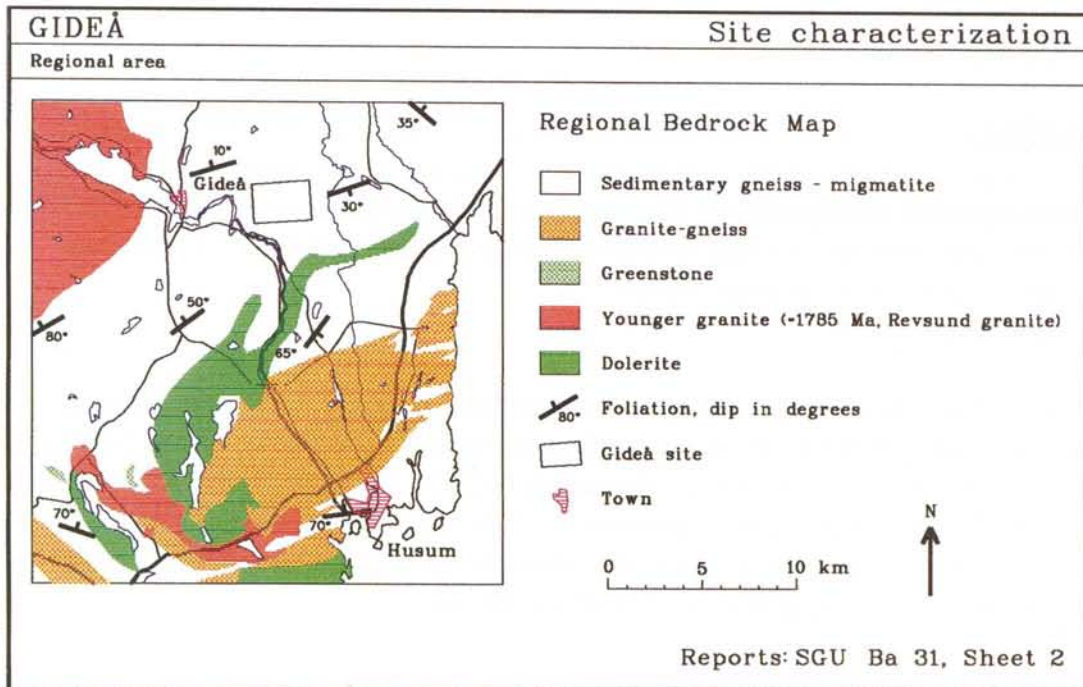 GIDEÅ
Site characterization
Regional area
35°
10°
Gideå
30°
50°
80°
65°
70°
70°
Husum
Regional Bedrock Map
Sedimentary gneiss - migmatite
Granite-gneiss
Greenstone
Younger granite (~1785 Ma, Revsund granite)
Dolerite
80° Foliation, dip in degrees
Gideå site
Town
N
0 5 10 km
Reports: SGU Ba 31, Sheet 2